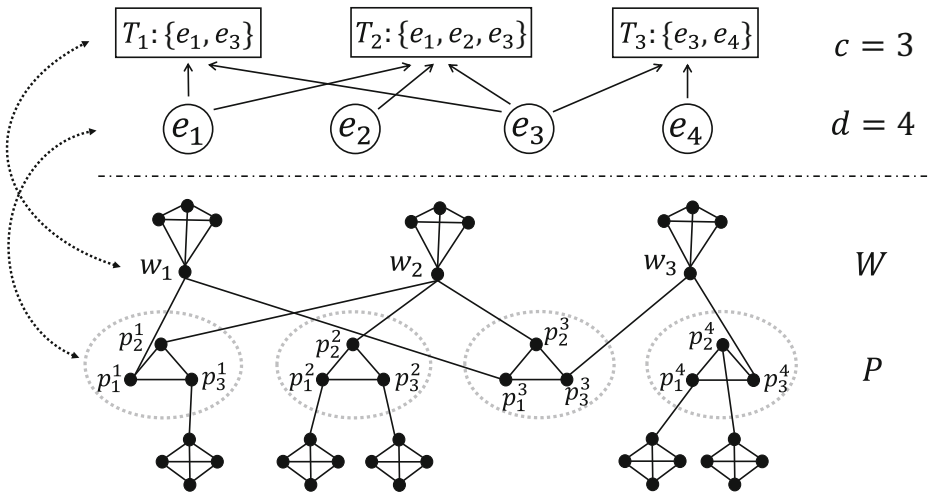 T₁: {e₁, e₃} T₂: {e₁, e₂, e₃} T₃: {e₃, e₄} c = 3
e₁ e₂ e₃ e₄ d = 4
w₁ w₂ w₃ W
p₂¹ p₂² p₂³ p₂⁴
p₁¹ p₃¹ p₁² p₃² p₁³ p₃³ p₁⁴ p₃⁴ P